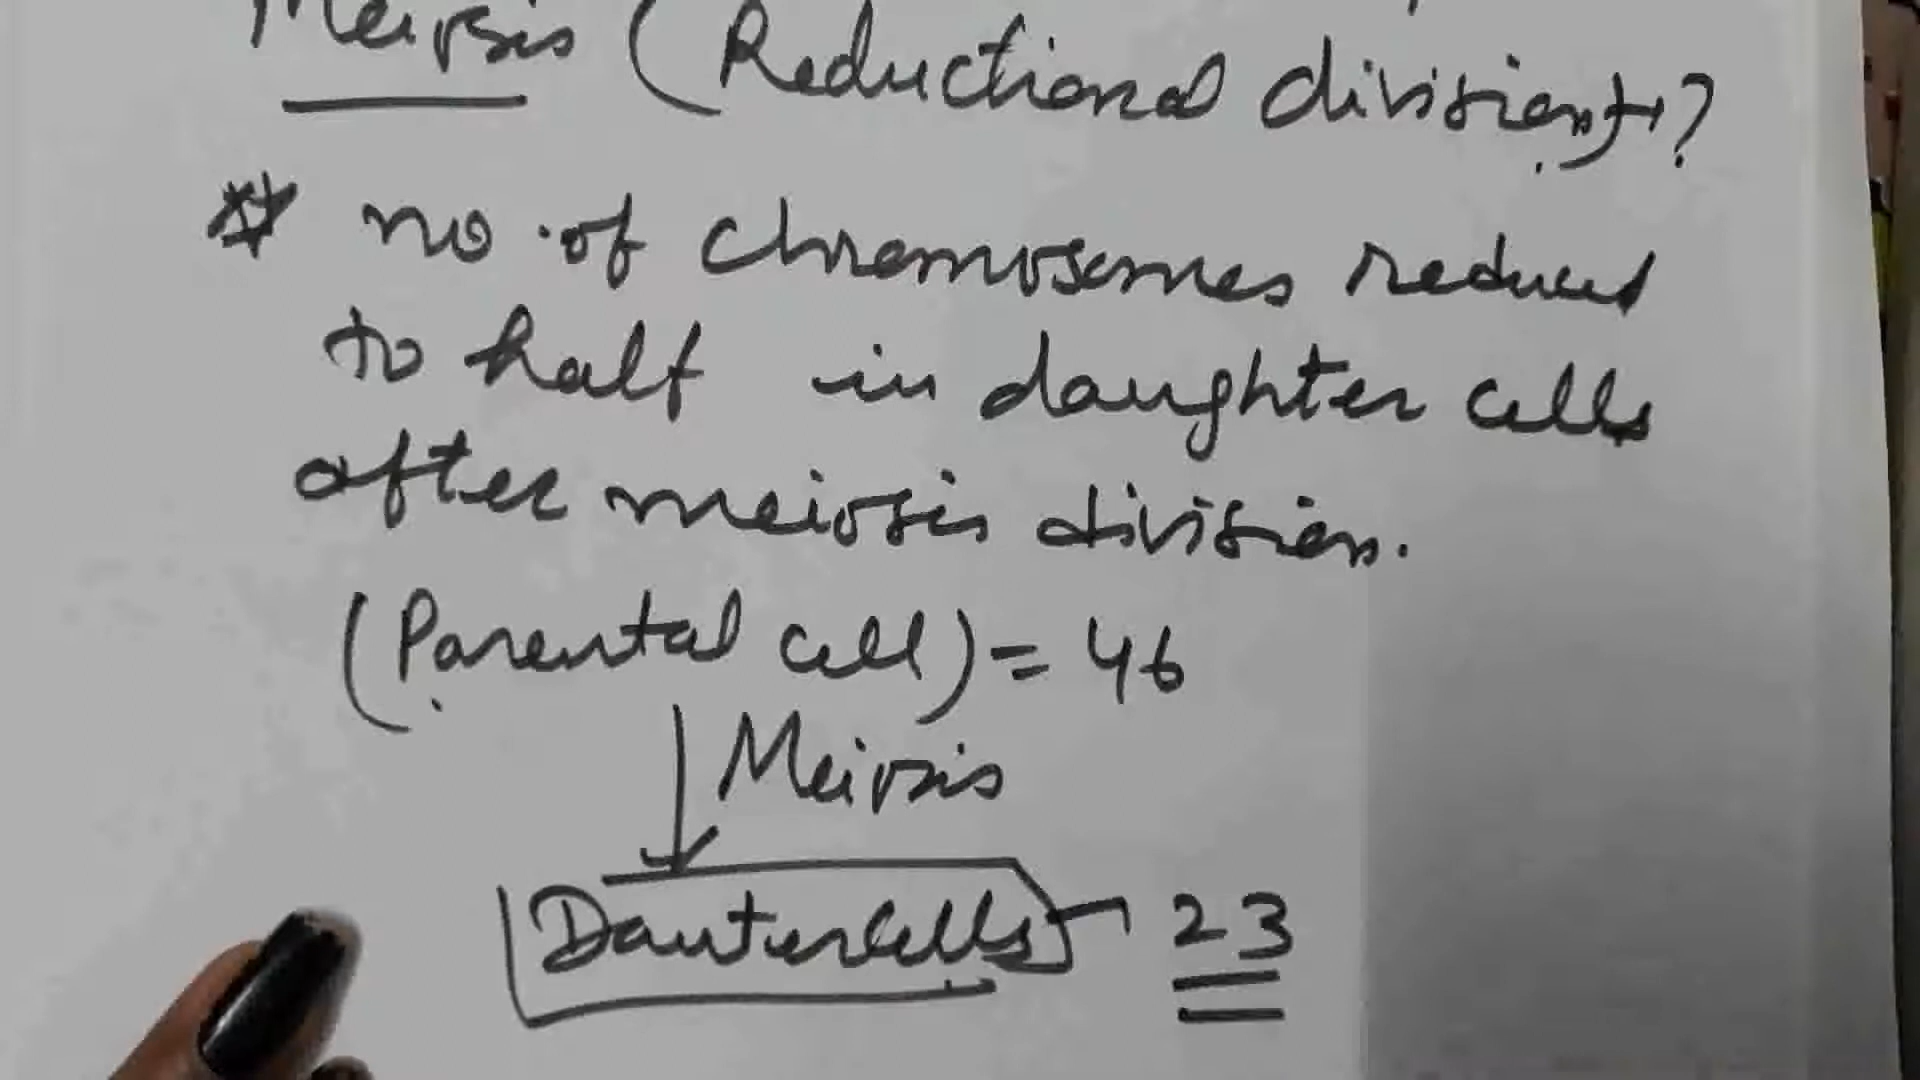 Meiosis (Reductional division)?
* no. of chromosomes reduced
to half in daughter cells
after meiosis division.
(Parental cell) = 46
Meiosis
Dauter cells 23